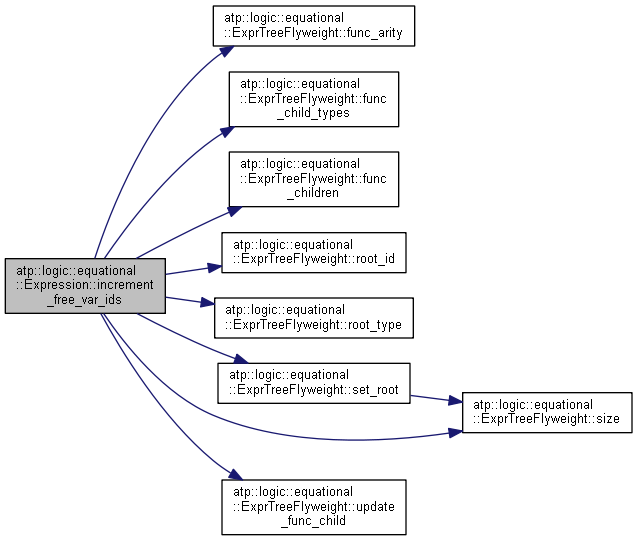 atp::logic::equational
::ExprTreeFlyweight::func_arity
atp::logic::equational
::ExprTreeFlyweight::func
_child_types
atp::logic::equational
::ExprTreeFlyweight::func
_children
atp::logic::equational
::Expression::increment
_free_var_ids
atp::logic::equational
::ExprTreeFlyweight::root_id
atp::logic::equational
::ExprTreeFlyweight::root_type
atp::logic::equational
::ExprTreeFlyweight::set_root
atp::logic::equational
::ExprTreeFlyweight::size
atp::logic::equational
::ExprTreeFlyweight::update
_func_child